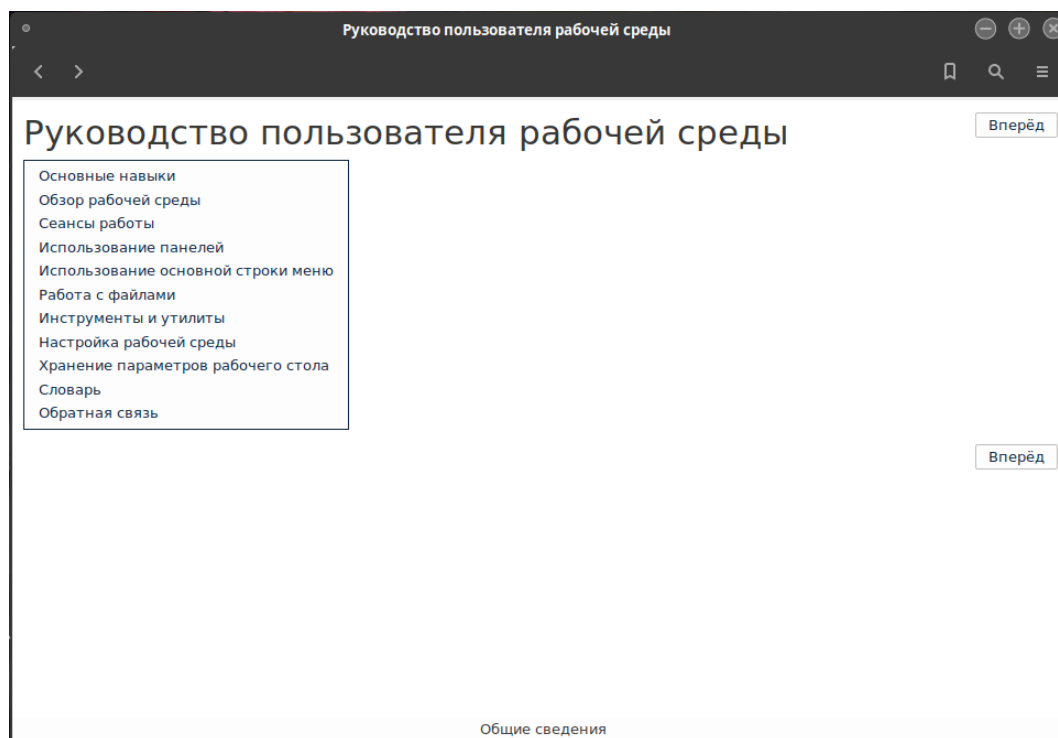 Руководство пользователя рабочей среды
Руководство пользователя рабочей среды
Вперёд
Основные навыки
Обзор рабочей среды
Сеансы работы
Использование панелей
Использование основной строки меню
Работа с файлами
Инструменты и утилиты
Настройка рабочей среды
Хранение параметров рабочего стола
Словарь
Обратная связь
Вперёд
Общие сведения